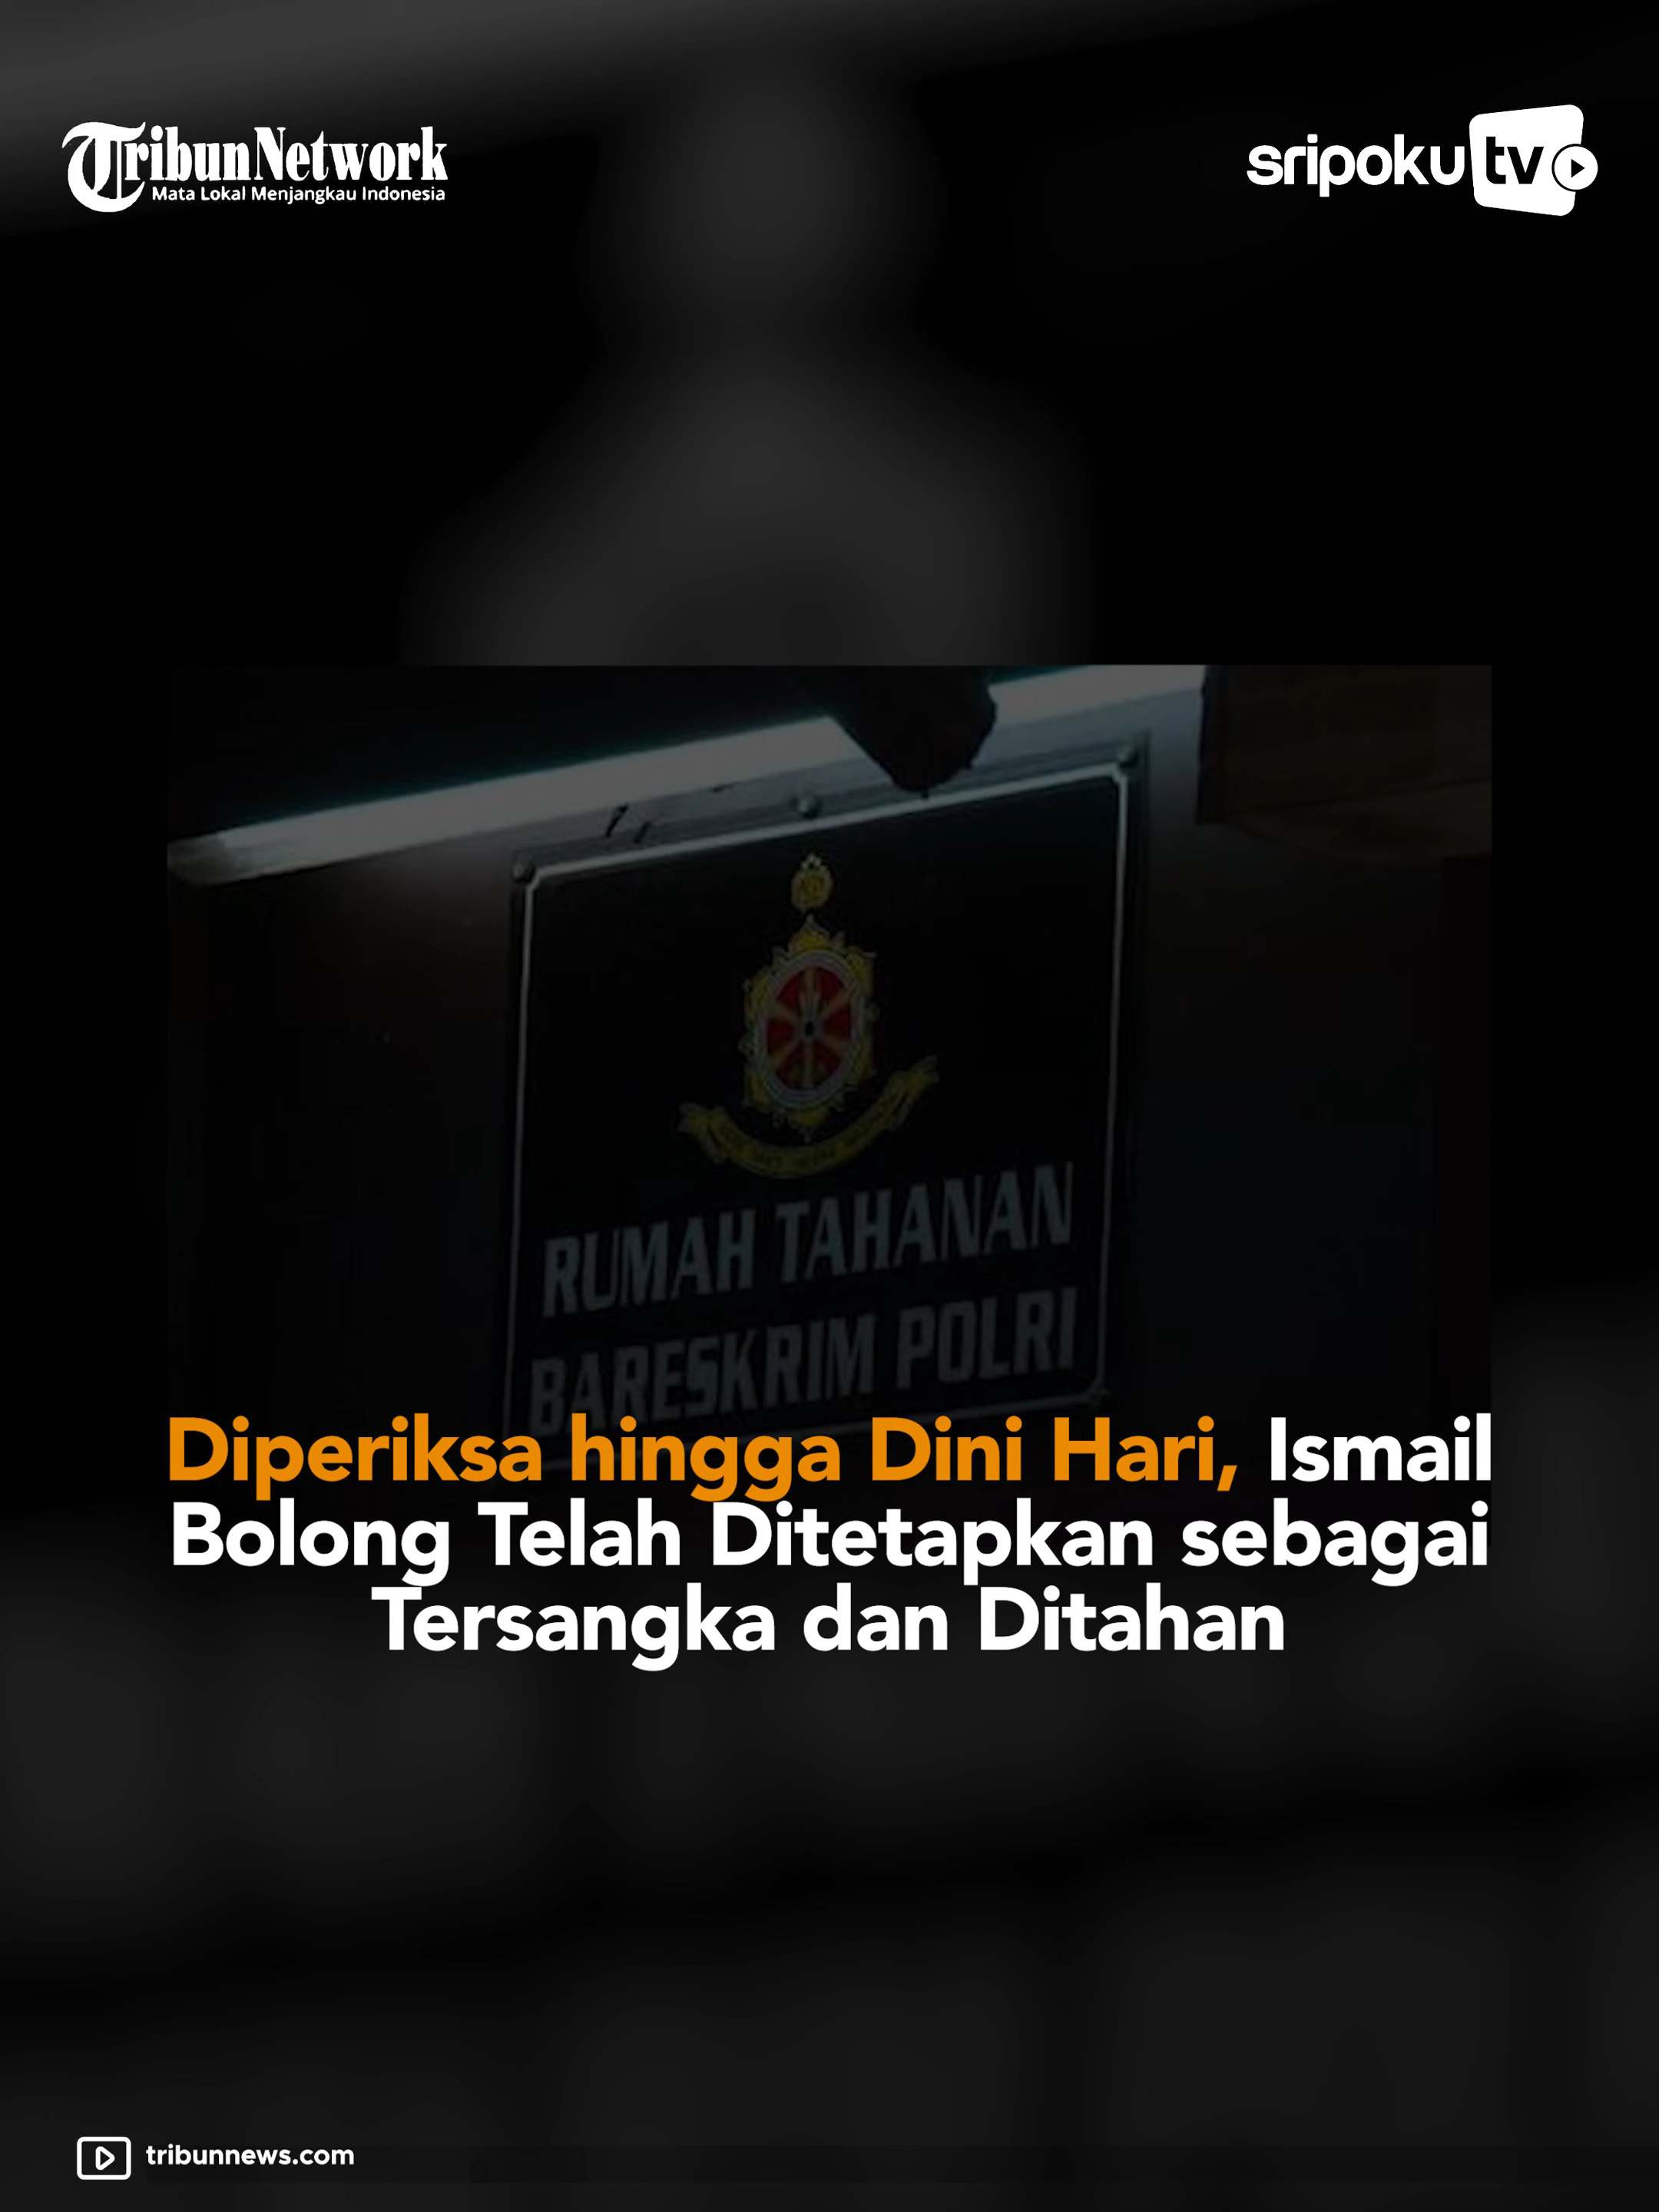 TribunNetwork
Mata Lokal Menjangkau Indonesia
sripoku tv
RUMAH TAHANAN
BARESKRIM POLRI
Diperiksa hingga Dini Hari, Ismail
Bolong Telah Ditetapkan sebagai
Tersangka dan Ditahan
tribunnews.com